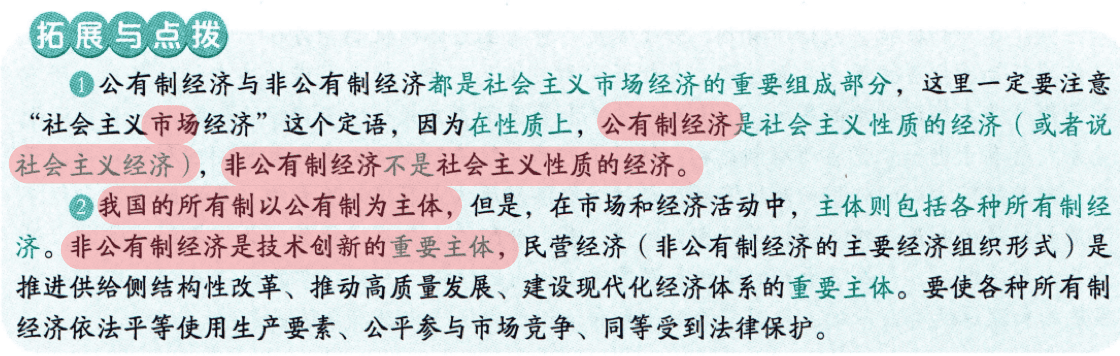 拓展与点拨
❶公有制经济与非公有制经济都是社会主义市场经济的重要组成部分，这里一定要注意
“社会主义市场经济”这个定语，因为在性质上，公有制经济是社会主义性质的经济（或者说
社会主义经济），非公有制经济不是社会主义性质的经济。
❷我国的所有制以公有制为主体，但是，在市场和经济活动中，主体则包括各种所有制经
济。非公有制经济是技术创新的重要主体，民营经济（非公有制经济的主要经济组织形式）是
推进供给侧结构性改革、推动高质量发展、建设现代化经济体系的重要主体。要使各种所有制
经济依法平等使用生产要素、公平参与市场竞争、同等受到法律保护。